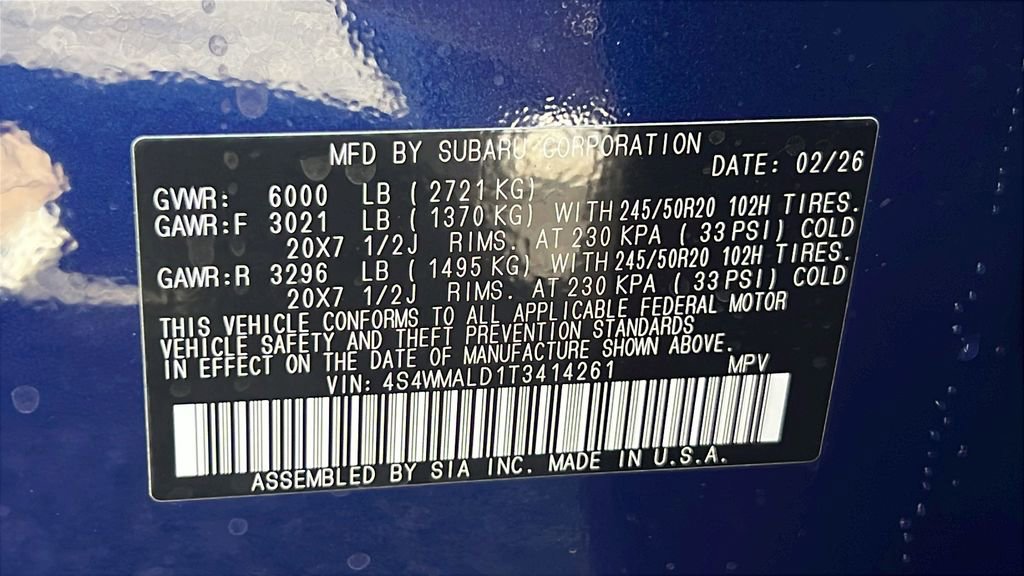 MFD BY SUBARU CORPORATION
DATE: 02/26
GVWR: 6000 LB ( 2721 KG)
GAWR:F 3021 LB ( 1370 KG) WITH 245/50R20 102H TIRES.
20X7 1/2J RIMS. AT 230 KPA ( 33 PSI) COLD
GAWR:R 3296 LB ( 1495 KG) WITH 245/50R20 102H TIRES.
20X7 1/2J RIMS. AT 230 KPA ( 33 PSI) COLD
THIS VEHICLE CONFORMS TO ALL APPLICABLE FEDERAL MOTOR
VEHICLE SAFETY AND THEFT PREVENTION STANDARDS
IN EFFECT ON THE DATE OF MANUFACTURE SHOWN ABOVE.
VIN: 4S4WMALD1T3414261 MPV
ASSEMBLED BY SIA INC. MADE IN U.S.A.